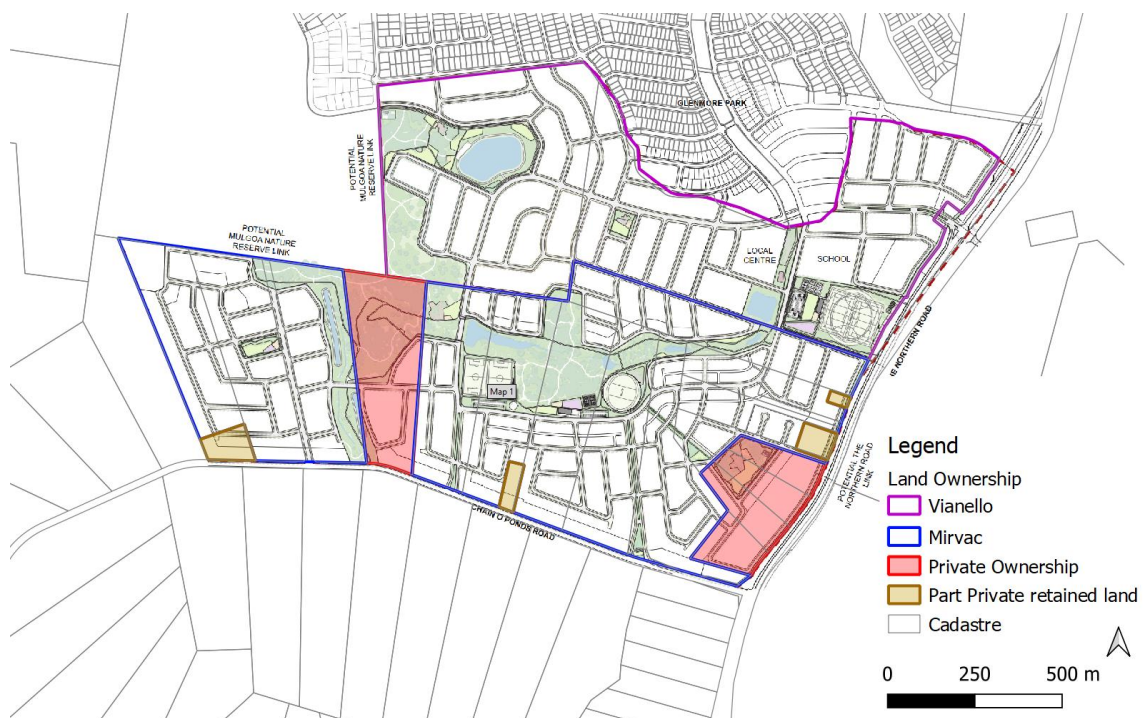 GLENMORE PARK
POTENTIAL
MULGOA NATURE
RESERVE LINK
POTENTIAL
MULGOA NATURE
RESERVE LINK
LOCAL
CENTRE
SCHOOL
HE NORTHERN ROAD
Map 1
POTENTIAL THE
NORTHERN ROAD
LINK
CHAIN O PONDS ROAD
Legend
Land Ownership
Vianello
Mirvac
Private Ownership
Part Private retained land
Cadastre
0 250 500 m